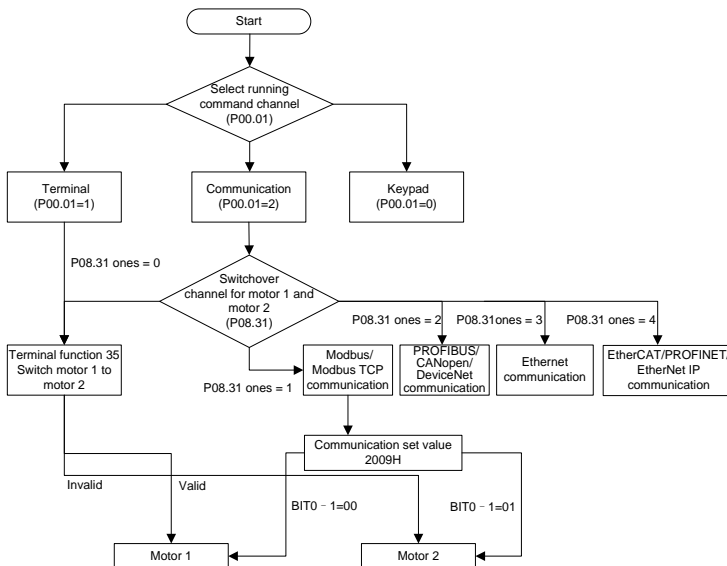 Start
Select running
command channel
(P00.01)
Terminal
(P00.01=1)
Communication
(P00.01=2)
Keypad
(P00.01=0)
P08.31 ones = 0
Switchover
channel for motor 1 and
motor 2
(P08.31)
P08.31 ones = 2
P08.31ones = 3
P08.31 ones = 4
Terminal function 35
Switch motor 1 to
motor 2
P08.31 ones = 1
Modbus/
Modbus TCP
communication
PROFIBUS/
CANopen/
DeviceNet
communication
Ethernet
communication
EtherCAT/PROFINET/
EtherNet IP
communication
Communication set value
2009H
Invalid
Valid
BIT0﹣1=00
BIT0﹣1=01
Motor 1
Motor 2